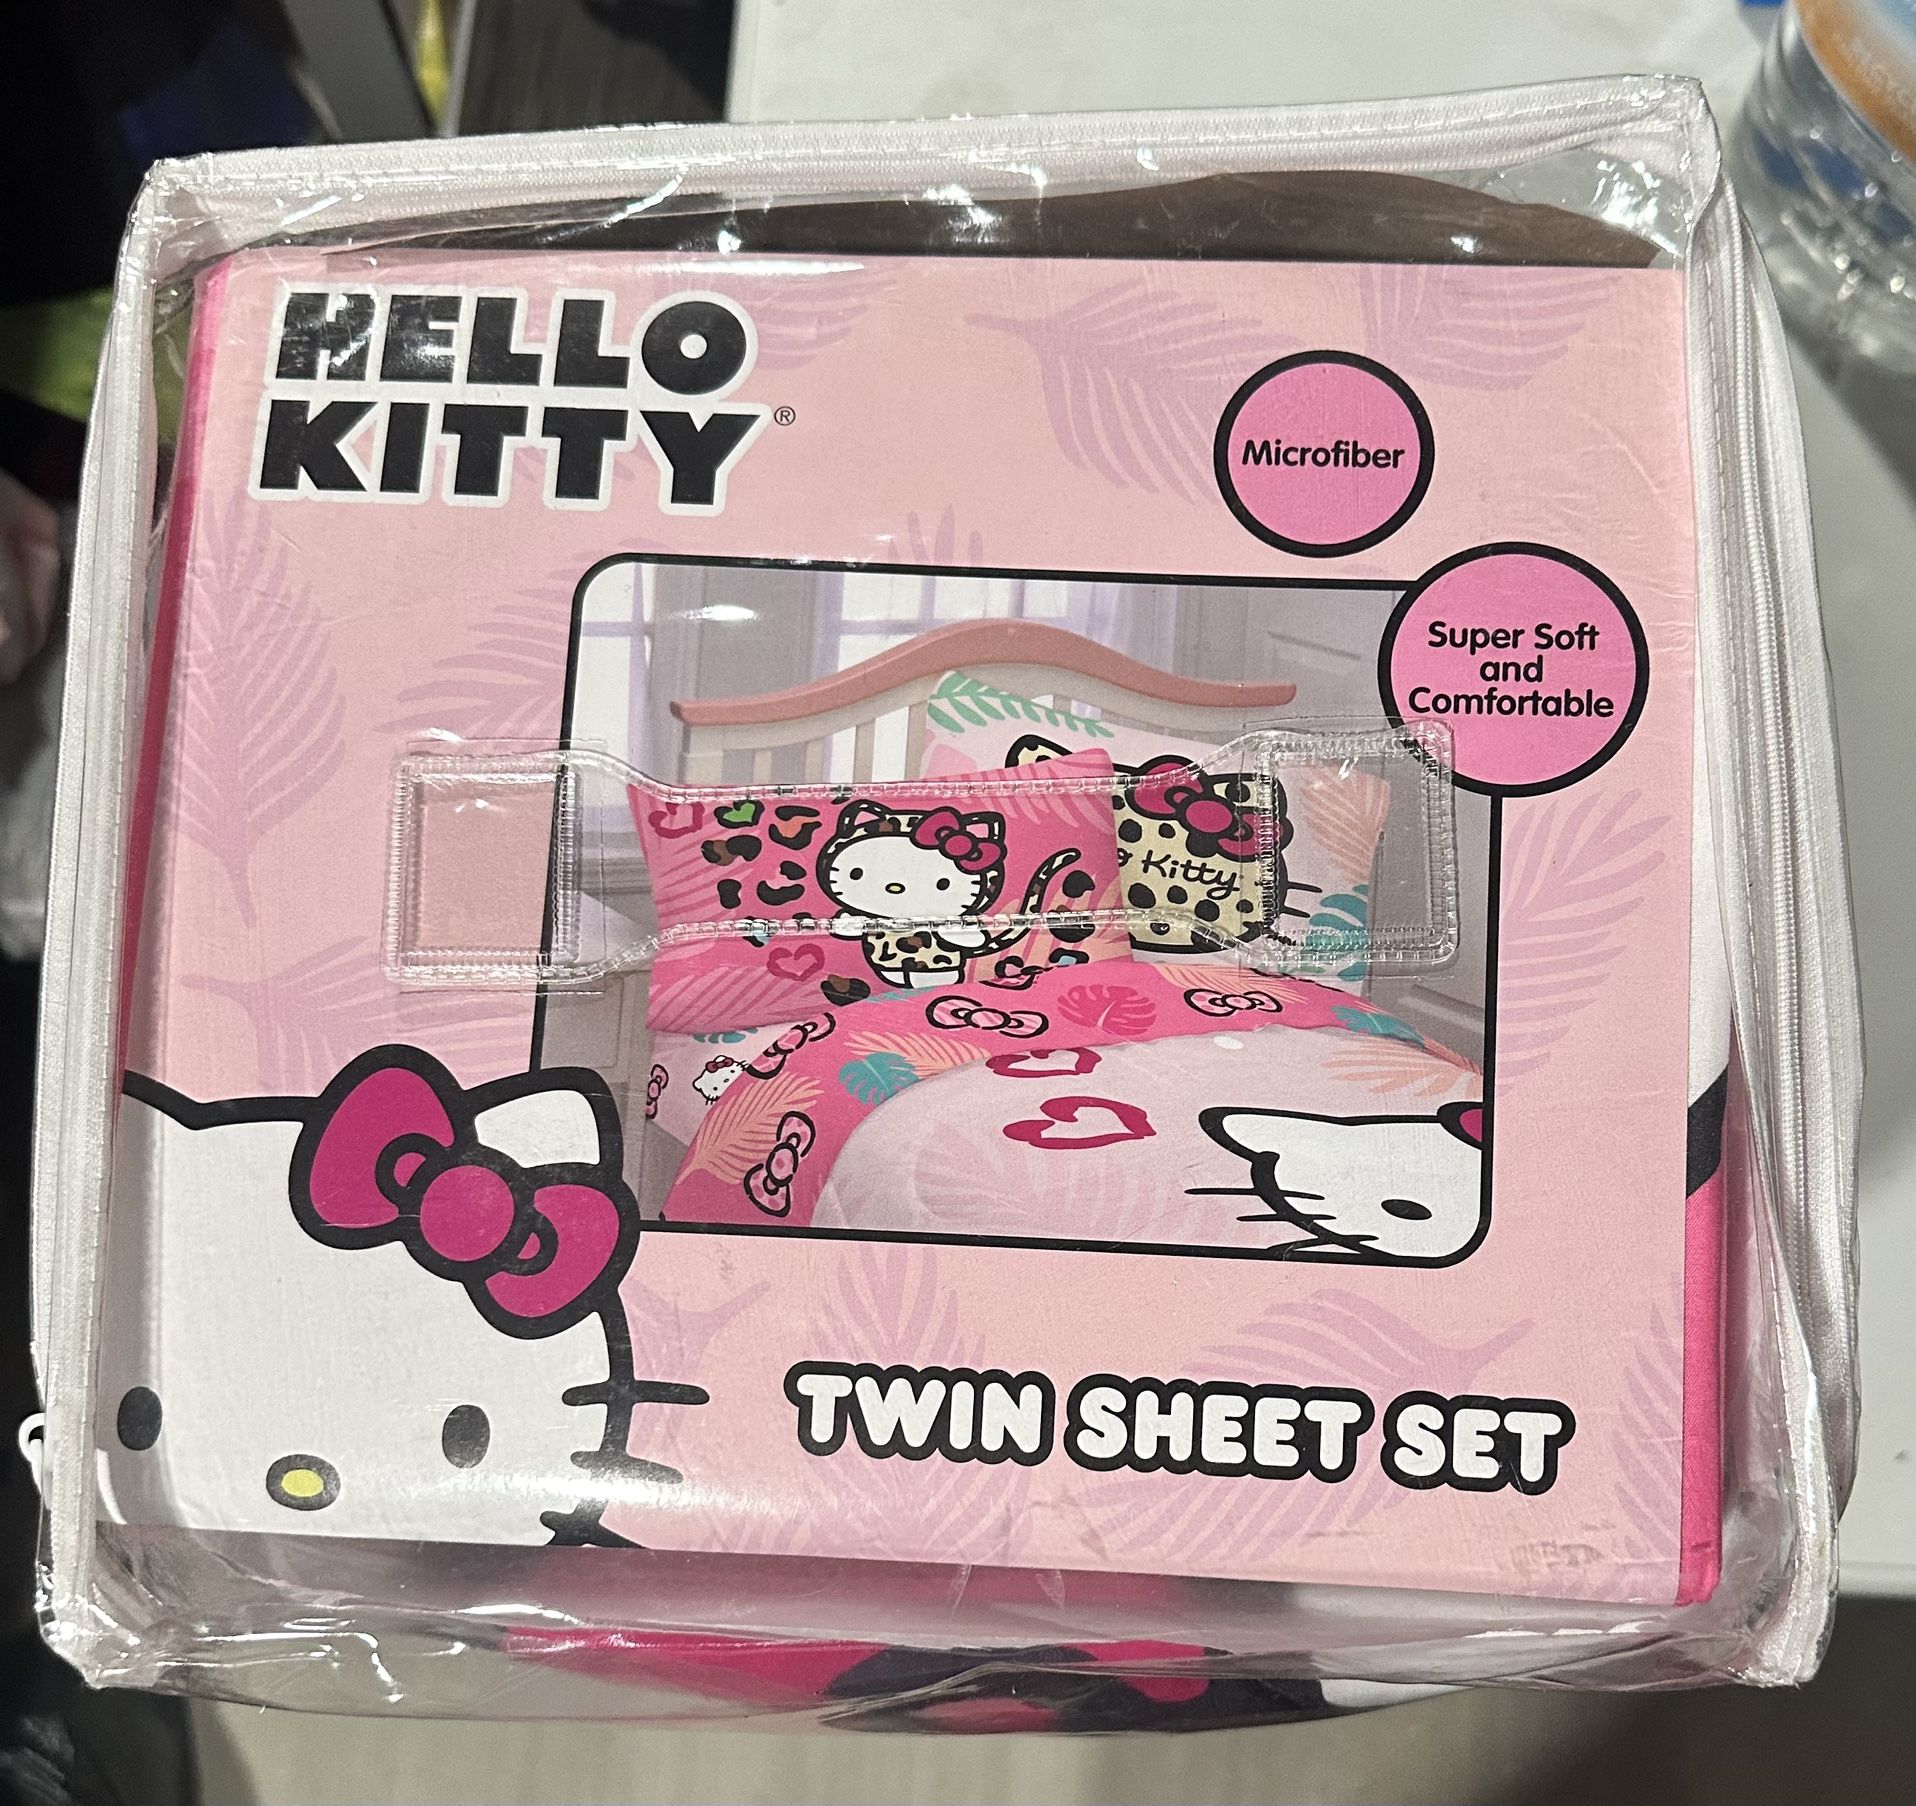 HELLO
KITTY®
Microfiber
Super Soft
and
Comfortable
Kitty
TWIN SHEET SET